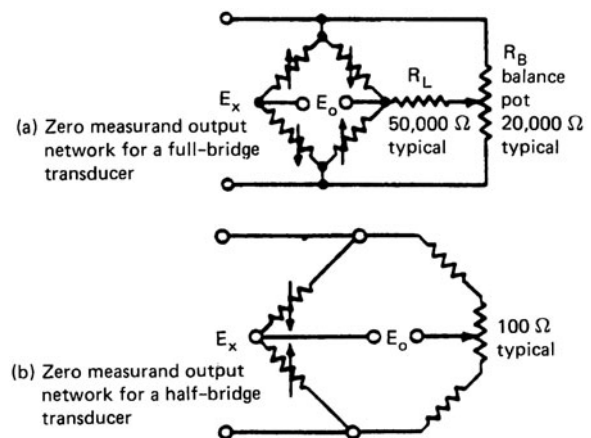 R_B
balance
pot
20,000 Ω
typical
R_L
50,000 Ω
typical
E_x
E_o
(a) Zero measurand output
network for a full-bridge
transducer
E_x
E_o
100 Ω
typical
(b) Zero measurand output
network for a half-bridge
transducer